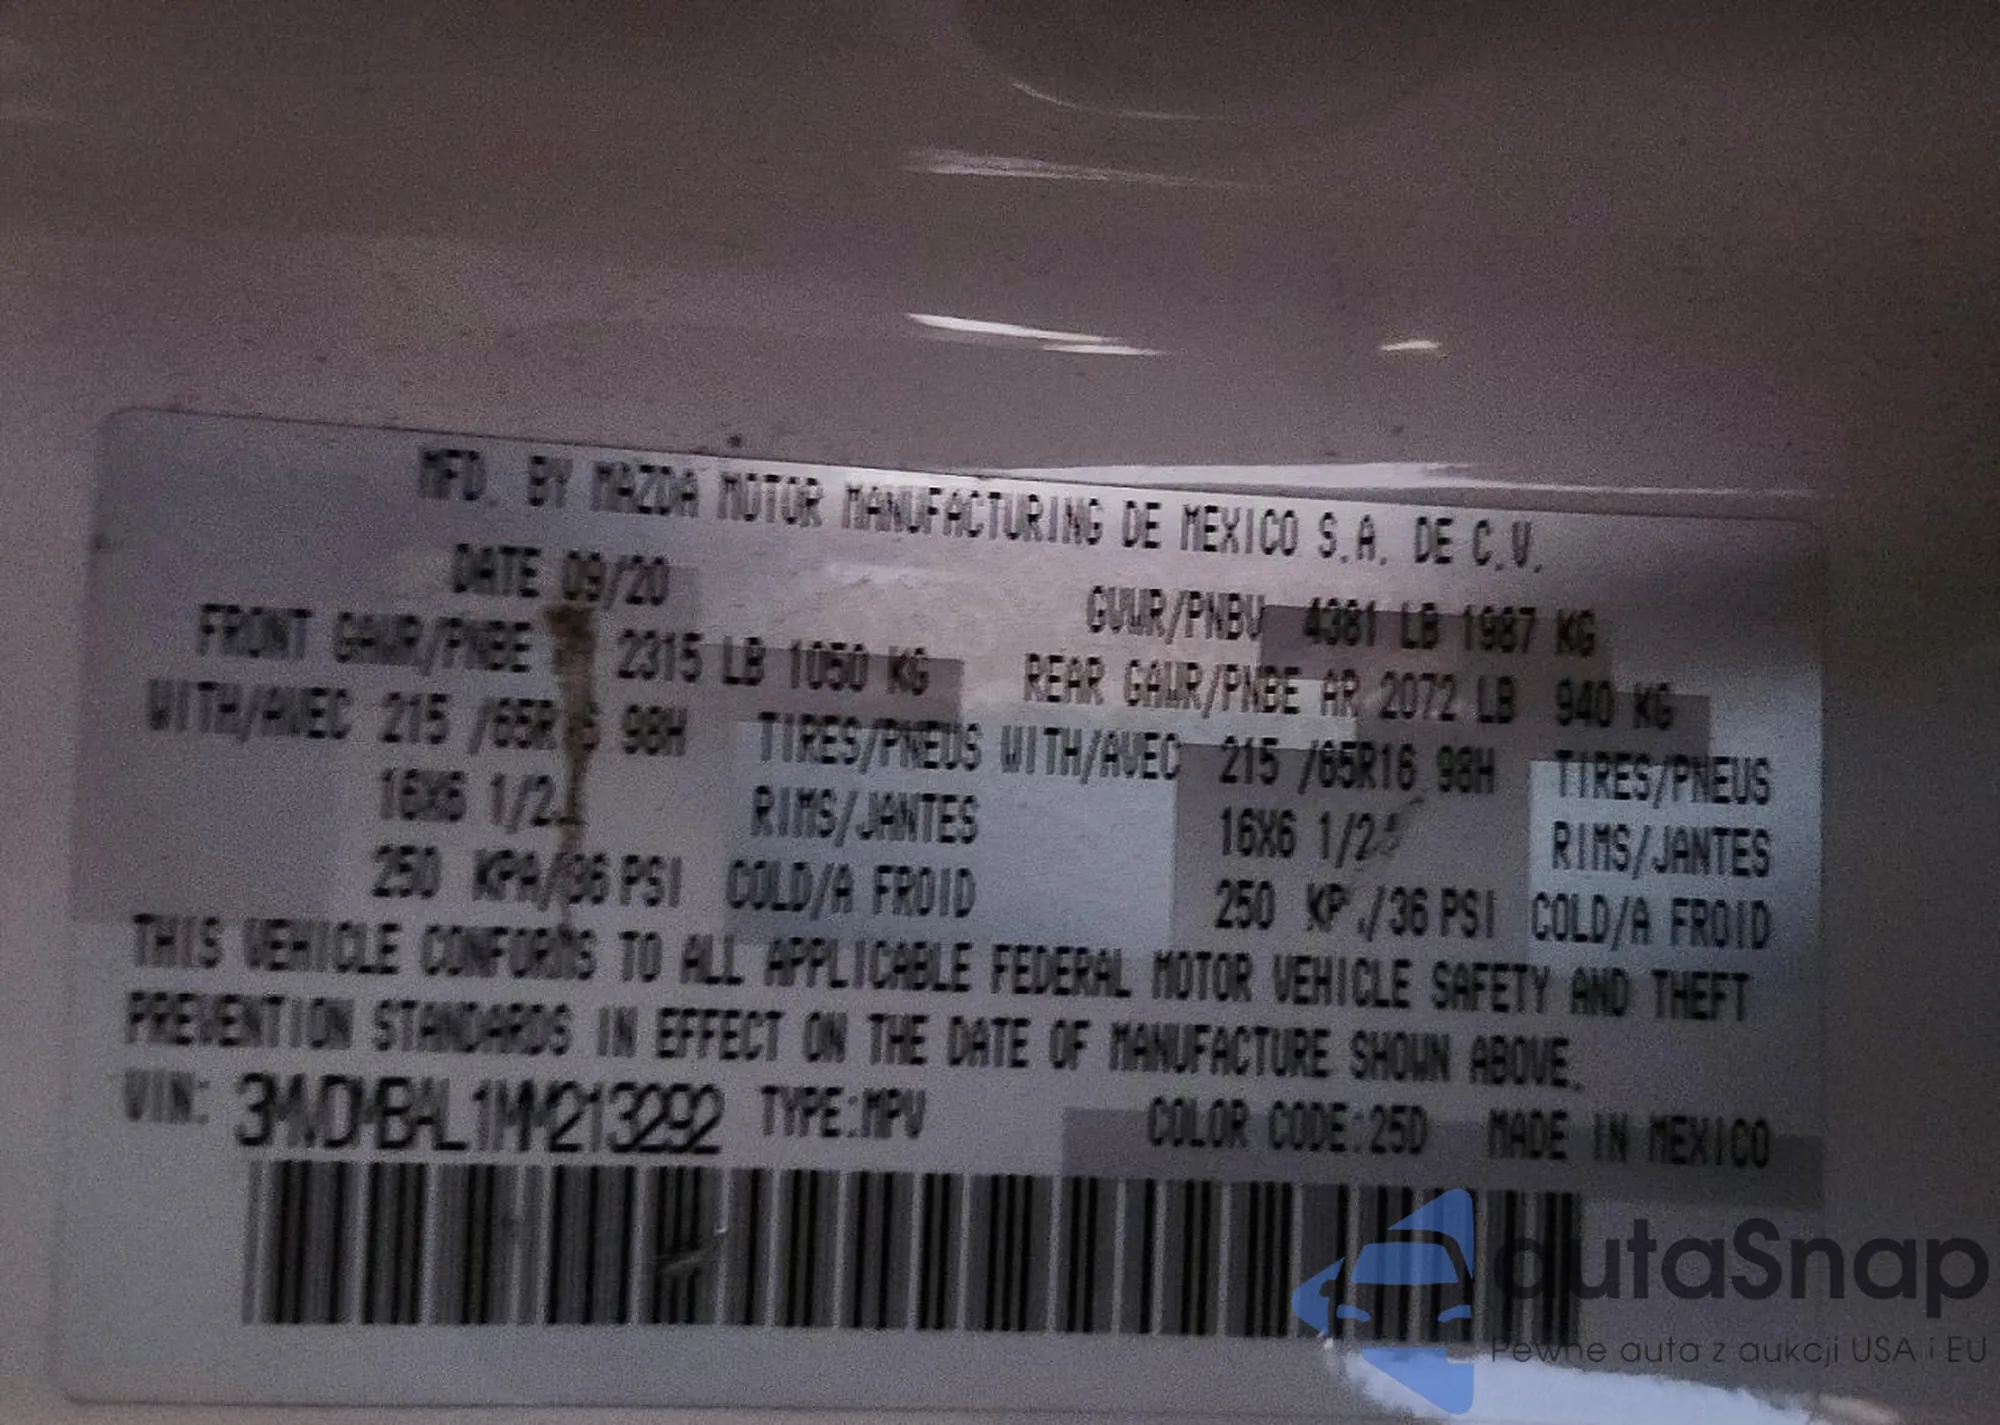 MFD. BY MAZDA MOTOR MANUFACTURING DE MEXICO S.A. DE C.V.
DATE 09/20 GVWR/PNBV 4381 LB 1987 KG
FRONT GAWR/PNBE 2315 LB 1050 KG REAR GAWR/PNBE AR 2072 LB 940 KG
WITH/AVEC 215 /65R16 98H TIRES/PNEUS WITH/AVEC 215 /65R16 98H TIRES/PNEUS
16X6 1/2J RIMS/JANTES 16X6 1/2J RIMS/JANTES
250 KPA/36 PSI COLD/A FROID 250 KPA/36 PSI COLD/A FROID
THIS VEHICLE CONFORMS TO ALL APPLICABLE FEDERAL MOTOR VEHICLE SAFETY AND THEFT
PREVENTION STANDARDS IN EFFECT ON THE DATE OF MANUFACTURE SHOWN ABOVE.
VIN: 3MVDMBAL1MM213292 TYPE:MPV COLOR CODE:25D MADE IN MEXICO
autaSnap
Pewne auta z aukcji USA i EU